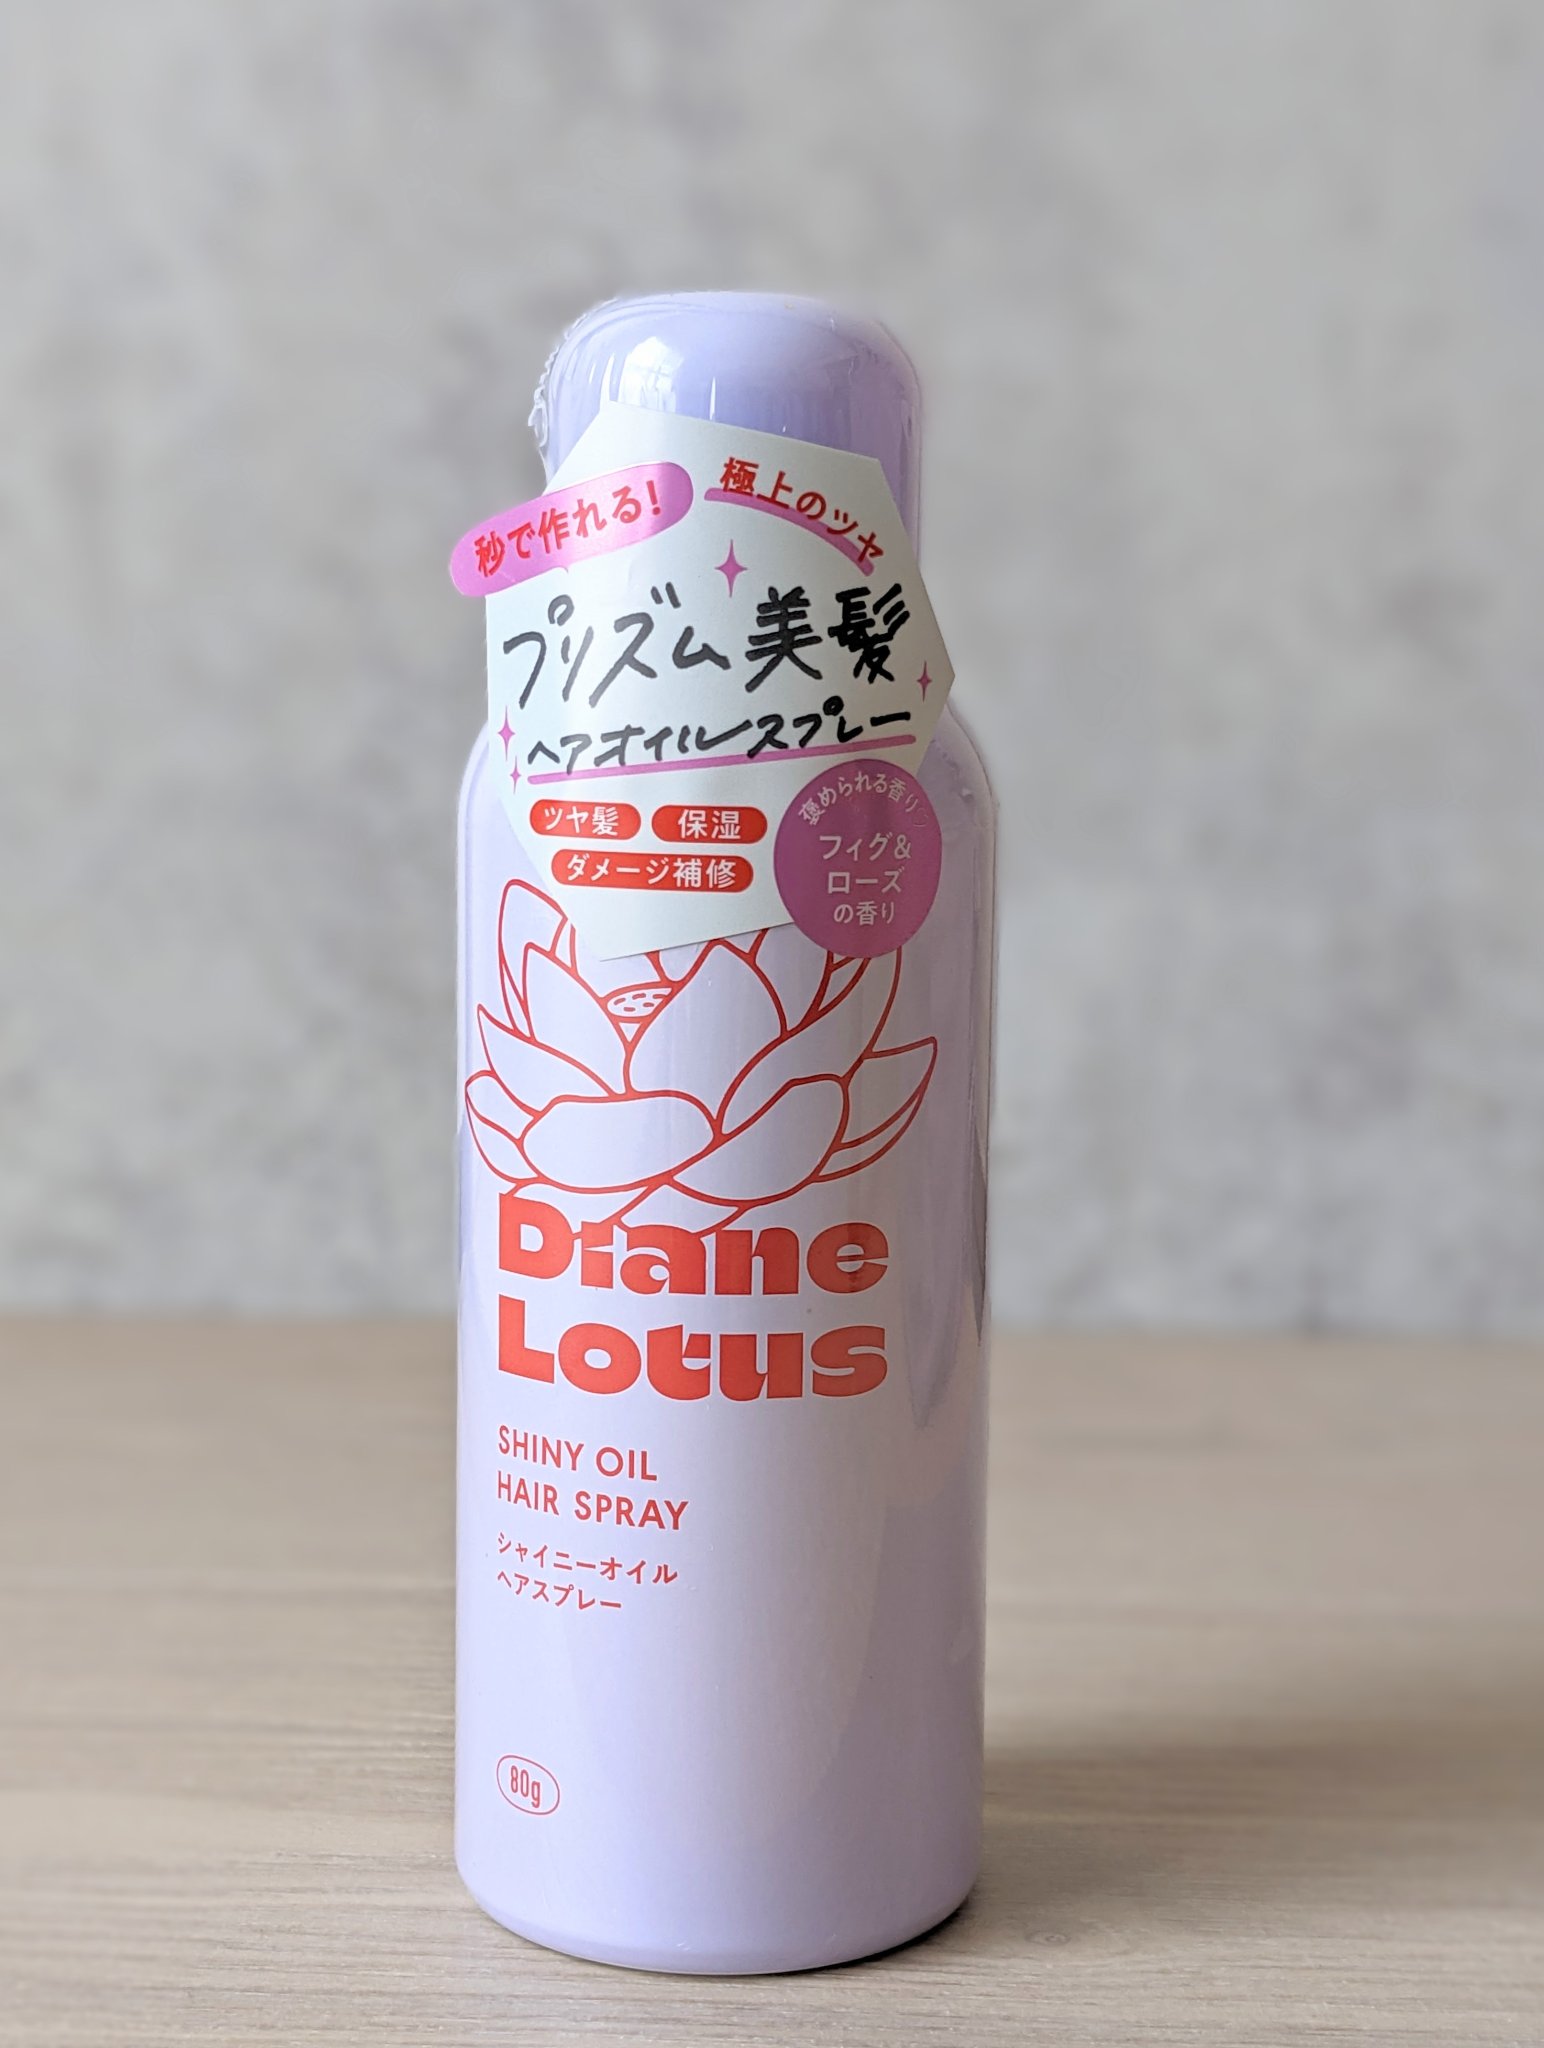 秒で作れる!
極上のツヤ
プリズム美髪
ヘアオイルスプレー
ツヤ髪
保湿
ダメージ補修
褒められる香り♡
フィグ&
ローズ
の香り
Diane
Lotus
SHINY OIL
HAIR SPRAY
シャイニーオイル
ヘアスプレー
80g